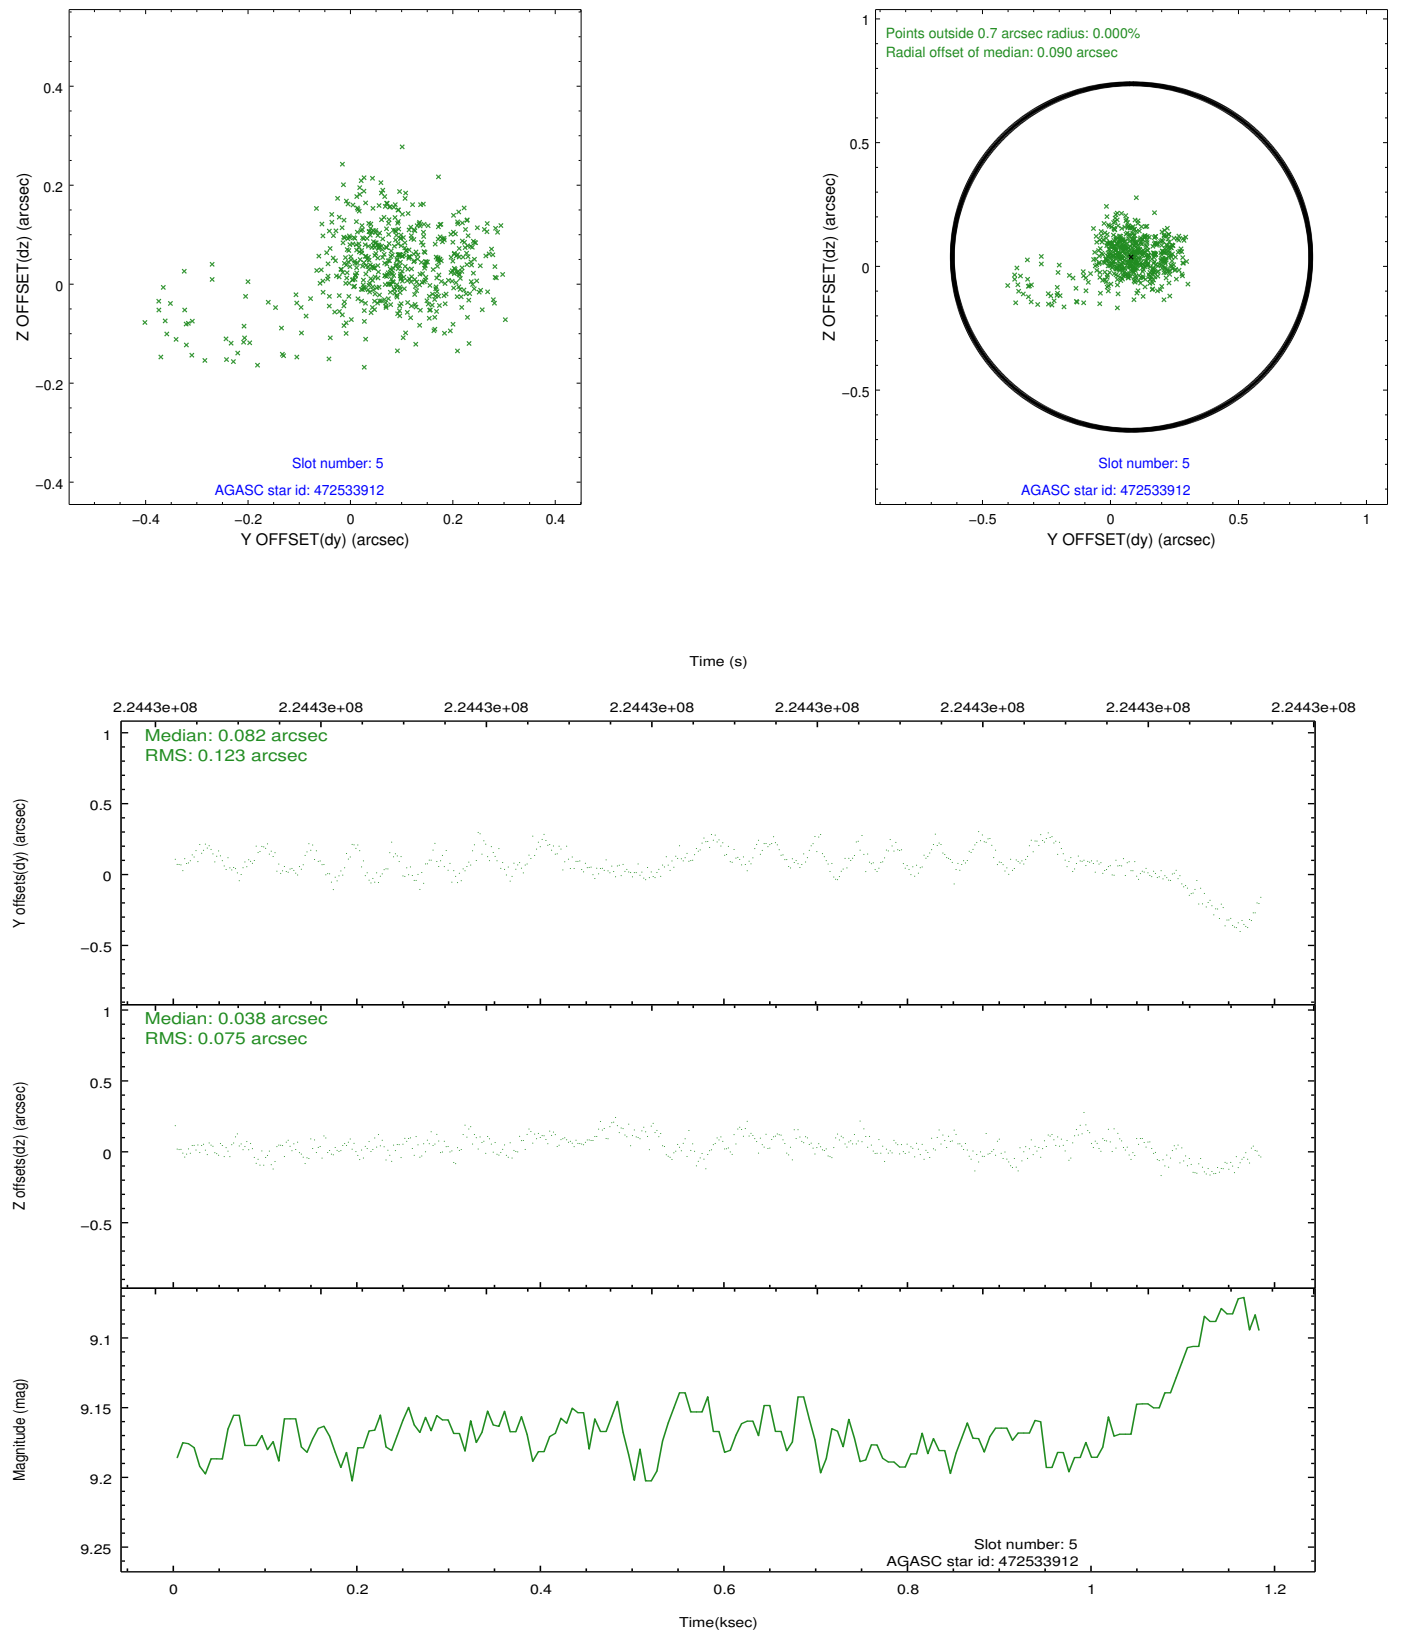 0.4
0.2
0
−0.2
−0.4
Z OFFSET(dz) (arcsec)
Slot number: 5
AGASC star id: 472533912
−0.4
−0.2
0
0.2
0.4
Y OFFSET(dy) (arcsec)
Points outside 0.7 arcsec radius: 0.000%
Radial offset of median: 0.090 arcsec
1
0.5
0
−0.5
Z OFFSET(dz) (arcsec)
Slot number: 5
AGASC star id: 472533912
−0.5
0
0.5
1
Y OFFSET(dy) (arcsec)
Time (s)
2.2443e+08
2.2443e+08
2.2443e+08
2.2443e+08
2.2443e+08
2.2443e+08
2.2443e+08
2.2443e+08
Median: 0.082 arcsec
RMS: 0.123 arcsec
1
0.5
0
−0.5
Y offsets(dy) (arcsec)
Median: 0.038 arcsec
RMS: 0.075 arcsec
1
0.5
0
−0.5
Z offsets(dz) (arcsec)
9.1
9.15
9.2
9.25
Magnitude (mag)
Slot number: 5
AGASC star id: 472533912
0
0.2
0.4
0.6
0.8
1
1.2
Time(ksec)